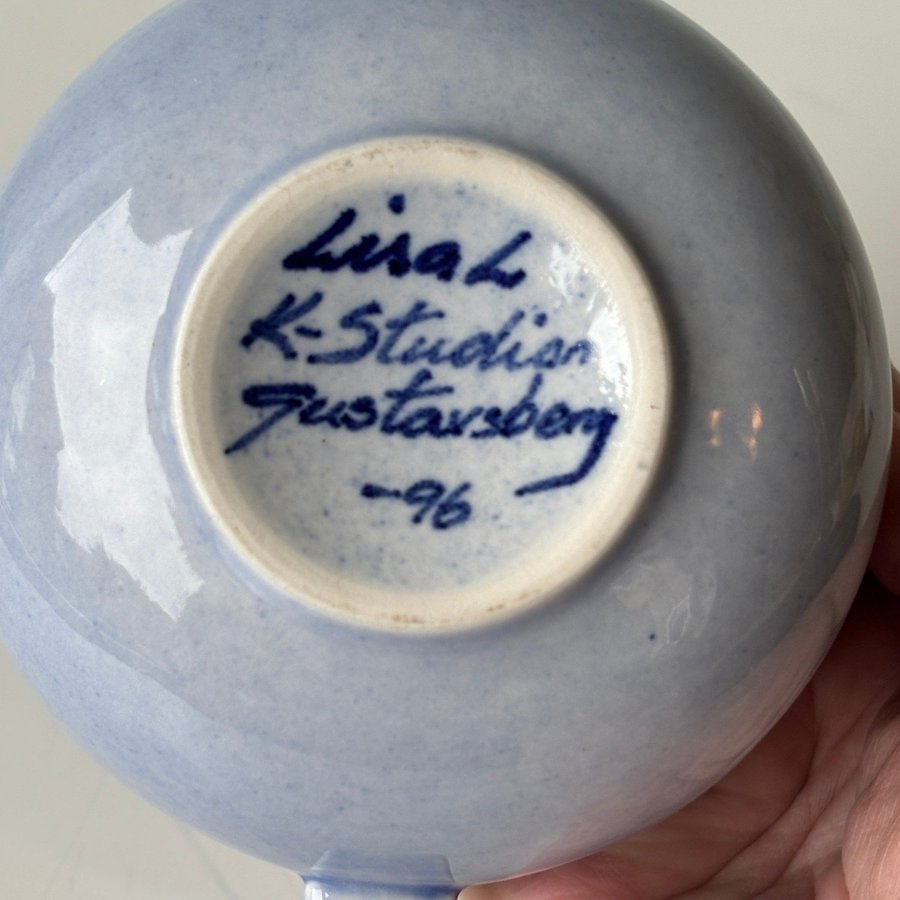 Lisa L
K-Studion
Gustavsberg
-96